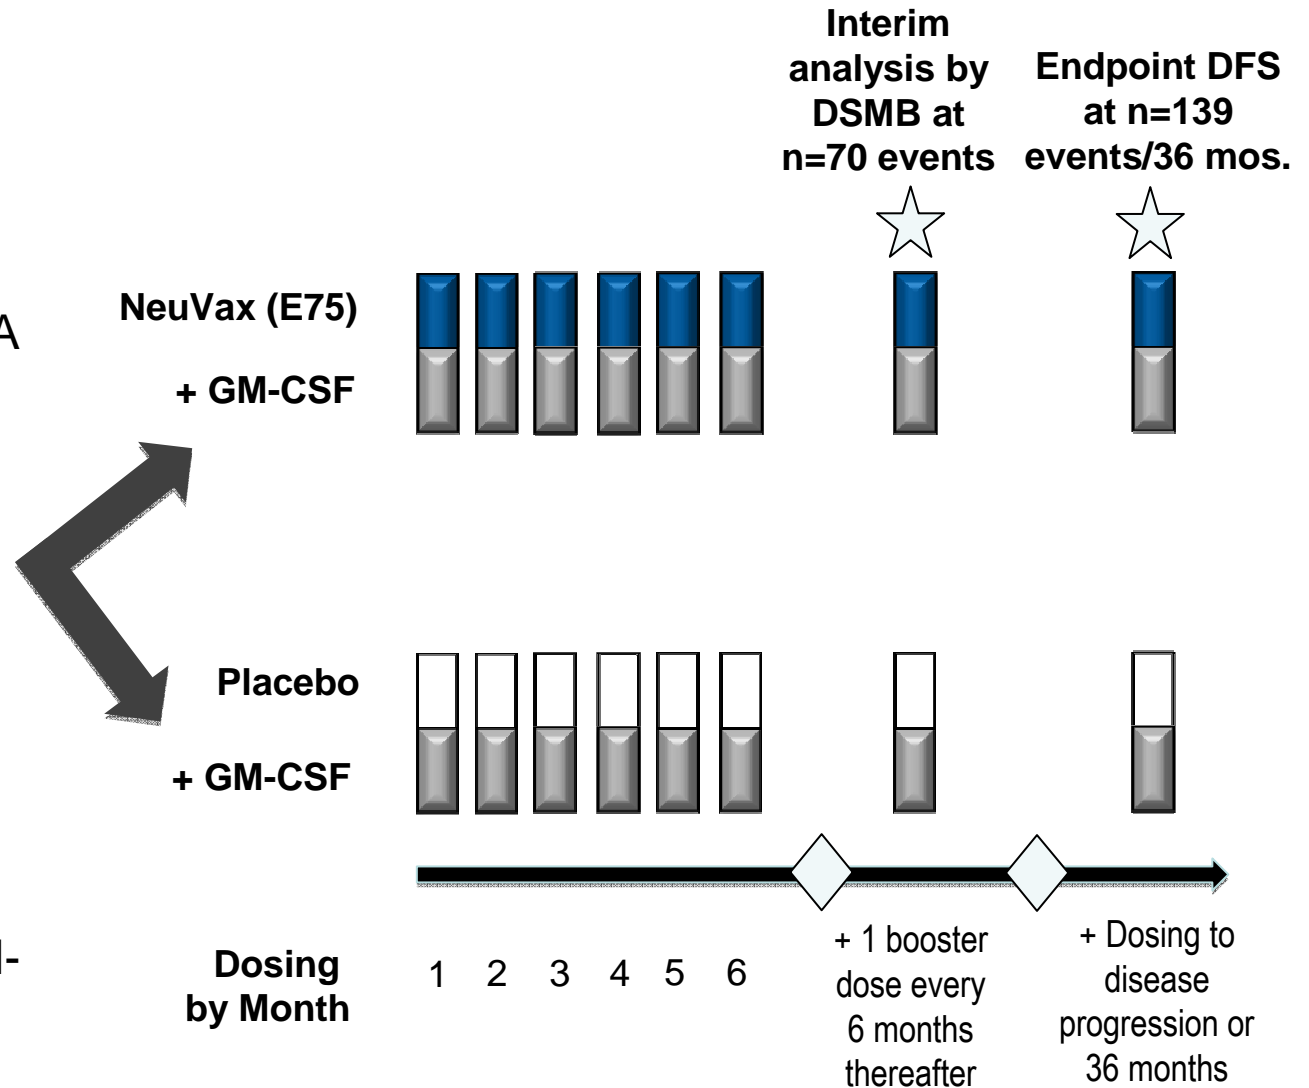 Interim
analysis by
DSMB at
n=70 events
Endpoint DFS
at n=139
events/36 mos.
NeuVax (E75)
A
+ GM-CSF
Placebo
+ GM-CSF
Dosing
by Month
1 2 3 4 5 6
+ 1 booster
dose every
6 months
thereafter
+ Dosing to
disease
progression or
36 months